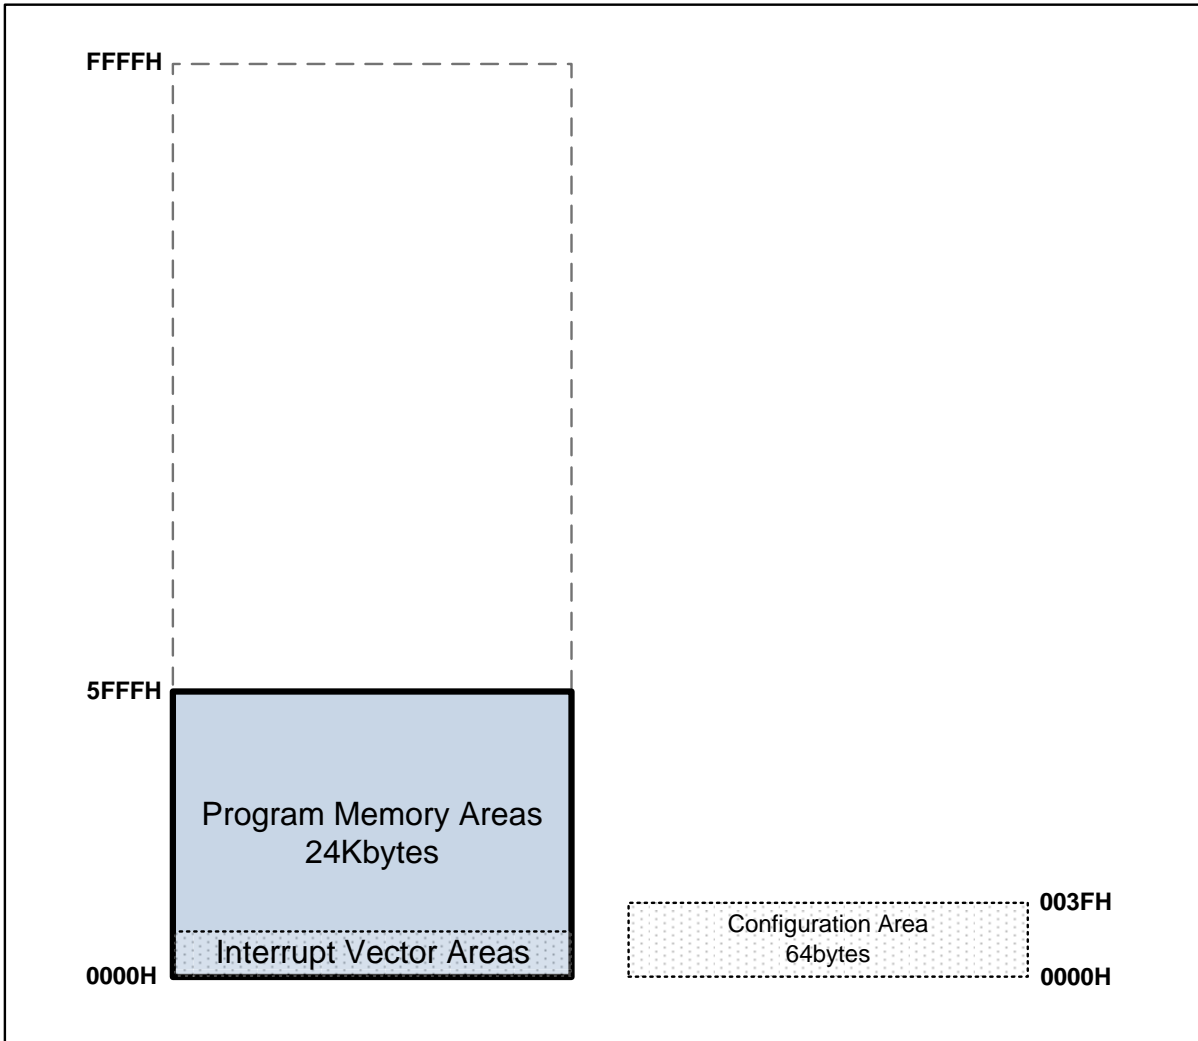 FFFFH
5FFFH
Program Memory Areas
24Kbytes
Interrupt Vector Areas
0000H
003FH
Configuration Area
64bytes
0000H